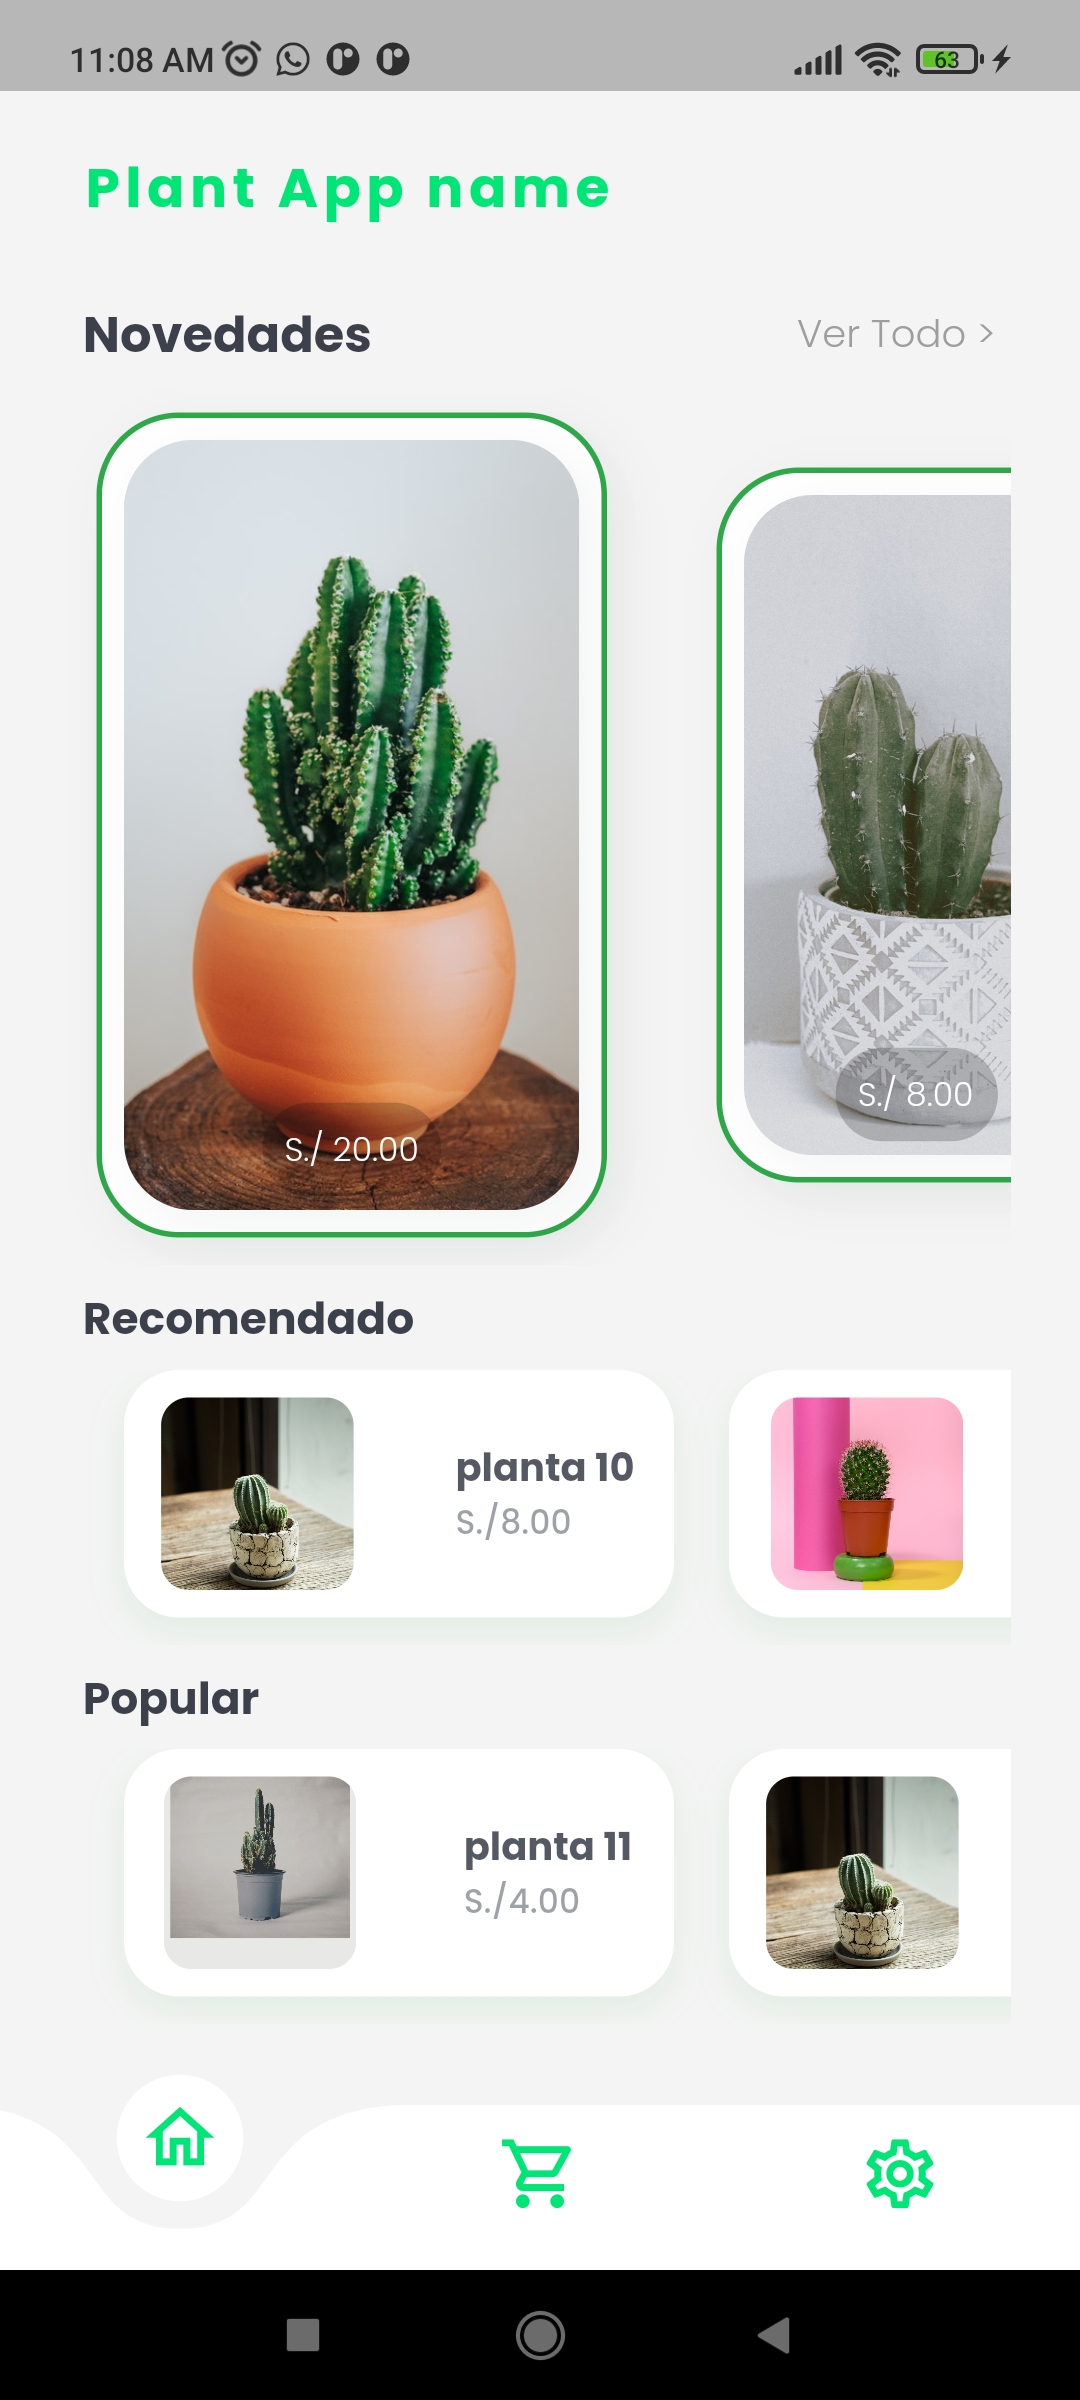 11:08 AM
63
Plant App name
Novedades
Ver Todo >
S./ 20.00
S./ 8.00
Recomendado
planta 10
S./8.00
Popular
planta 11
S./4.00